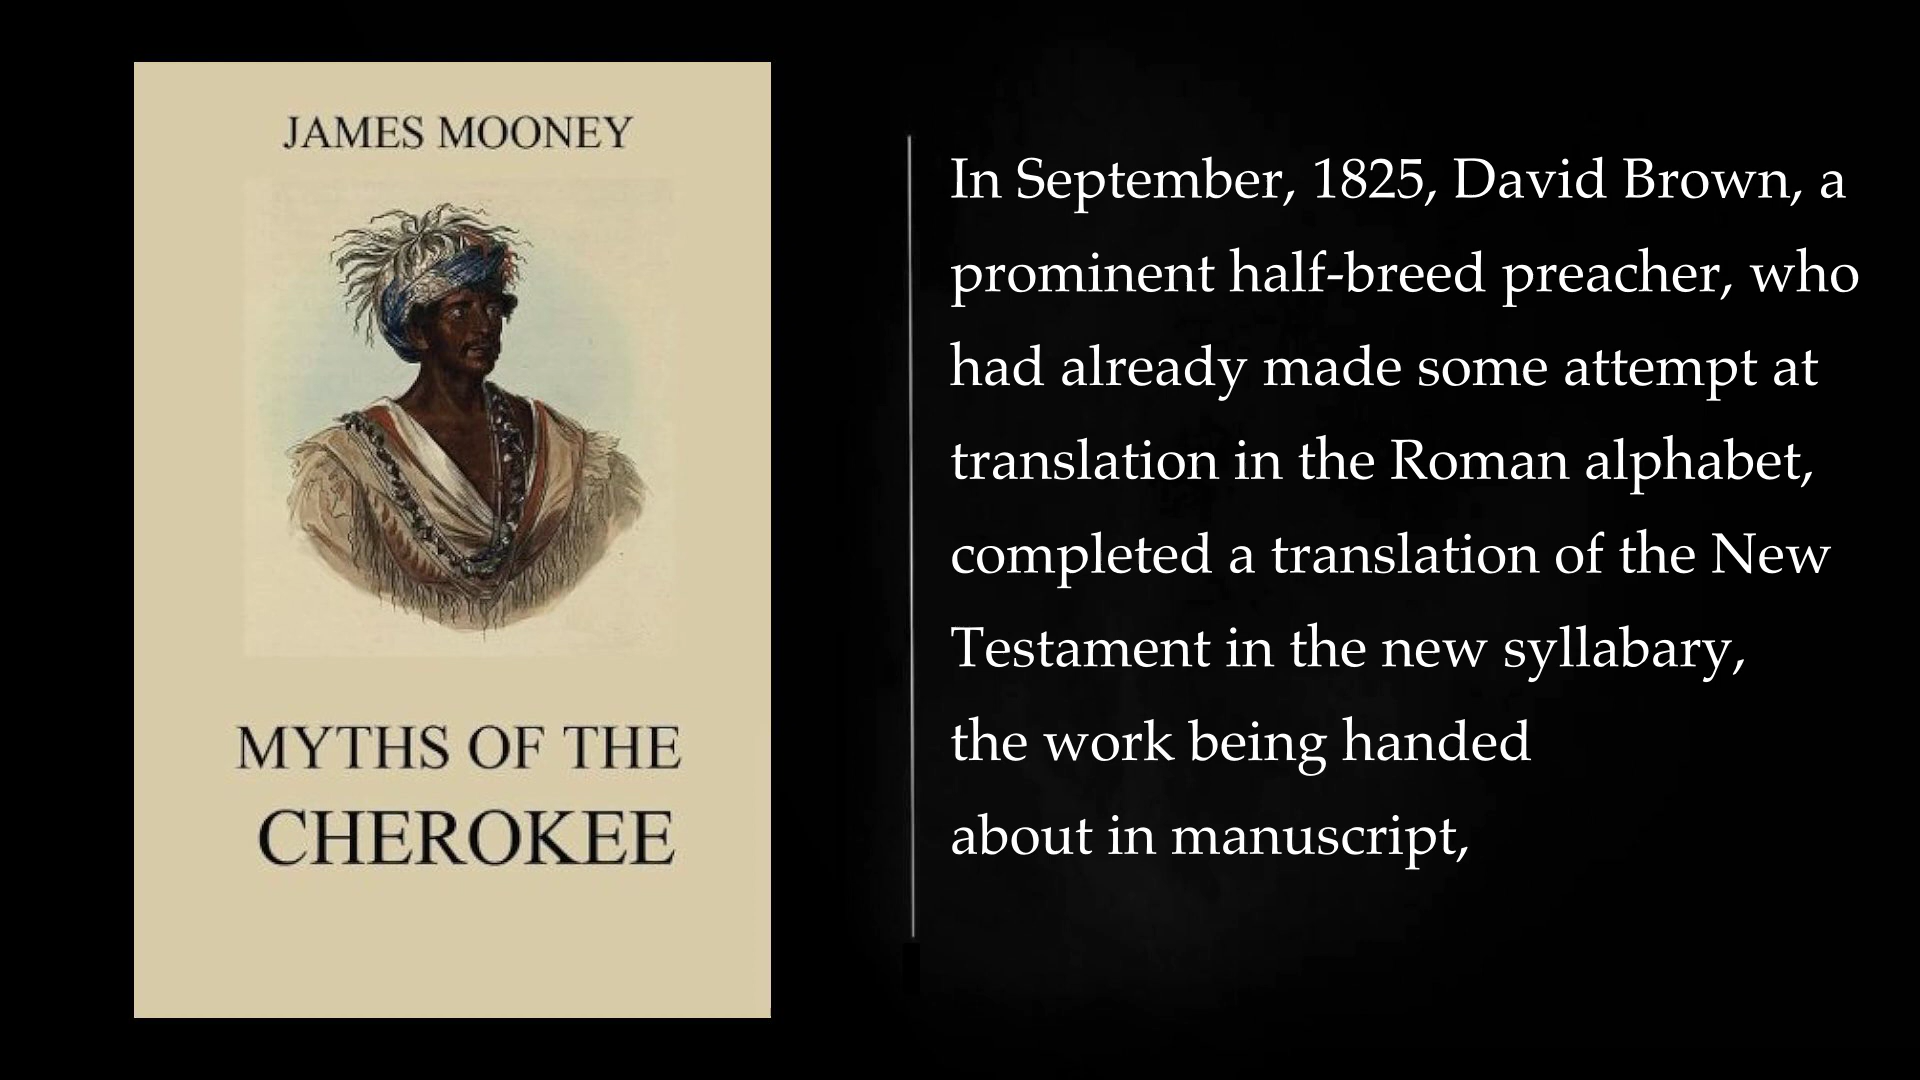 JAMES MOONEY
MYTHS OF THE
CHEROKEE
In September, 1825, David Brown, a
prominent half-breed preacher, who
had already made some attempt at
translation in the Roman alphabet,
completed a translation of the New
Testament in the new syllabary,
the work being handed
about in manuscript,